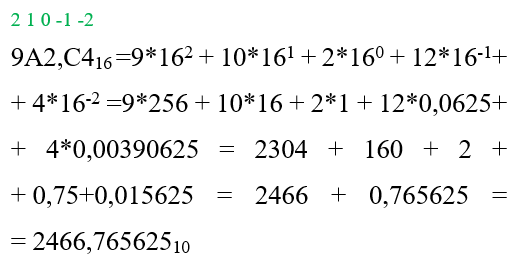 2 1 0 -1 -2
9A2,C4₁₆=9*16² + 10*16¹ + 2*16⁰ + 12*16⁻¹+
+ 4*16⁻² =9*256 + 10*16 + 2*1 + 12*0,0625+
+ 4*0,00390625 = 2304 + 160 + 2 +
+ 0,75+0,015625 = 2466 + 0,765625 =
= 2466,765625₁₀